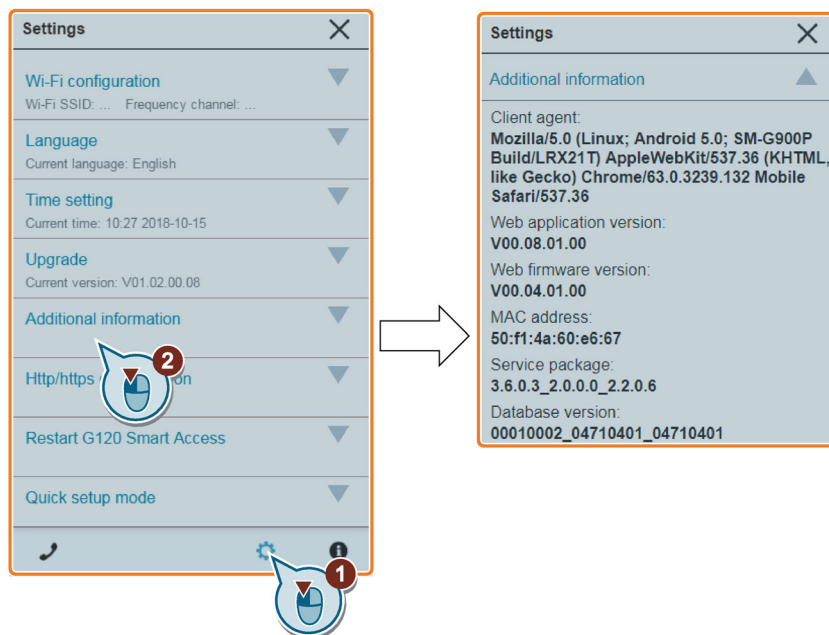 Settings
Wi-Fi configuration
Wi-Fi SSID: ... Frequency channel: ...
Language
Current language: English
Time setting
Current time: 10:27 2018-10-15
Upgrade
Current version: V01.02.00.08
Additional information
2
Http/https on
Restart G120 Smart Access
Quick setup mode
1
Settings
Additional information
Client agent:
Mozilla/5.0 (Linux; Android 5.0; SM-G900P
Build/LRX21T) AppleWebKit/537.36 (KHTML,
like Gecko) Chrome/63.0.3239.132 Mobile
Safari/537.36
Web application version:
V00.08.01.00
Web firmware version:
V00.04.01.00
MAC address:
50:f1:4a:60:e6:67
Service package:
3.6.0.3_2.0.0.0_2.2.0.6
Database version:
00010002_04710401_04710401